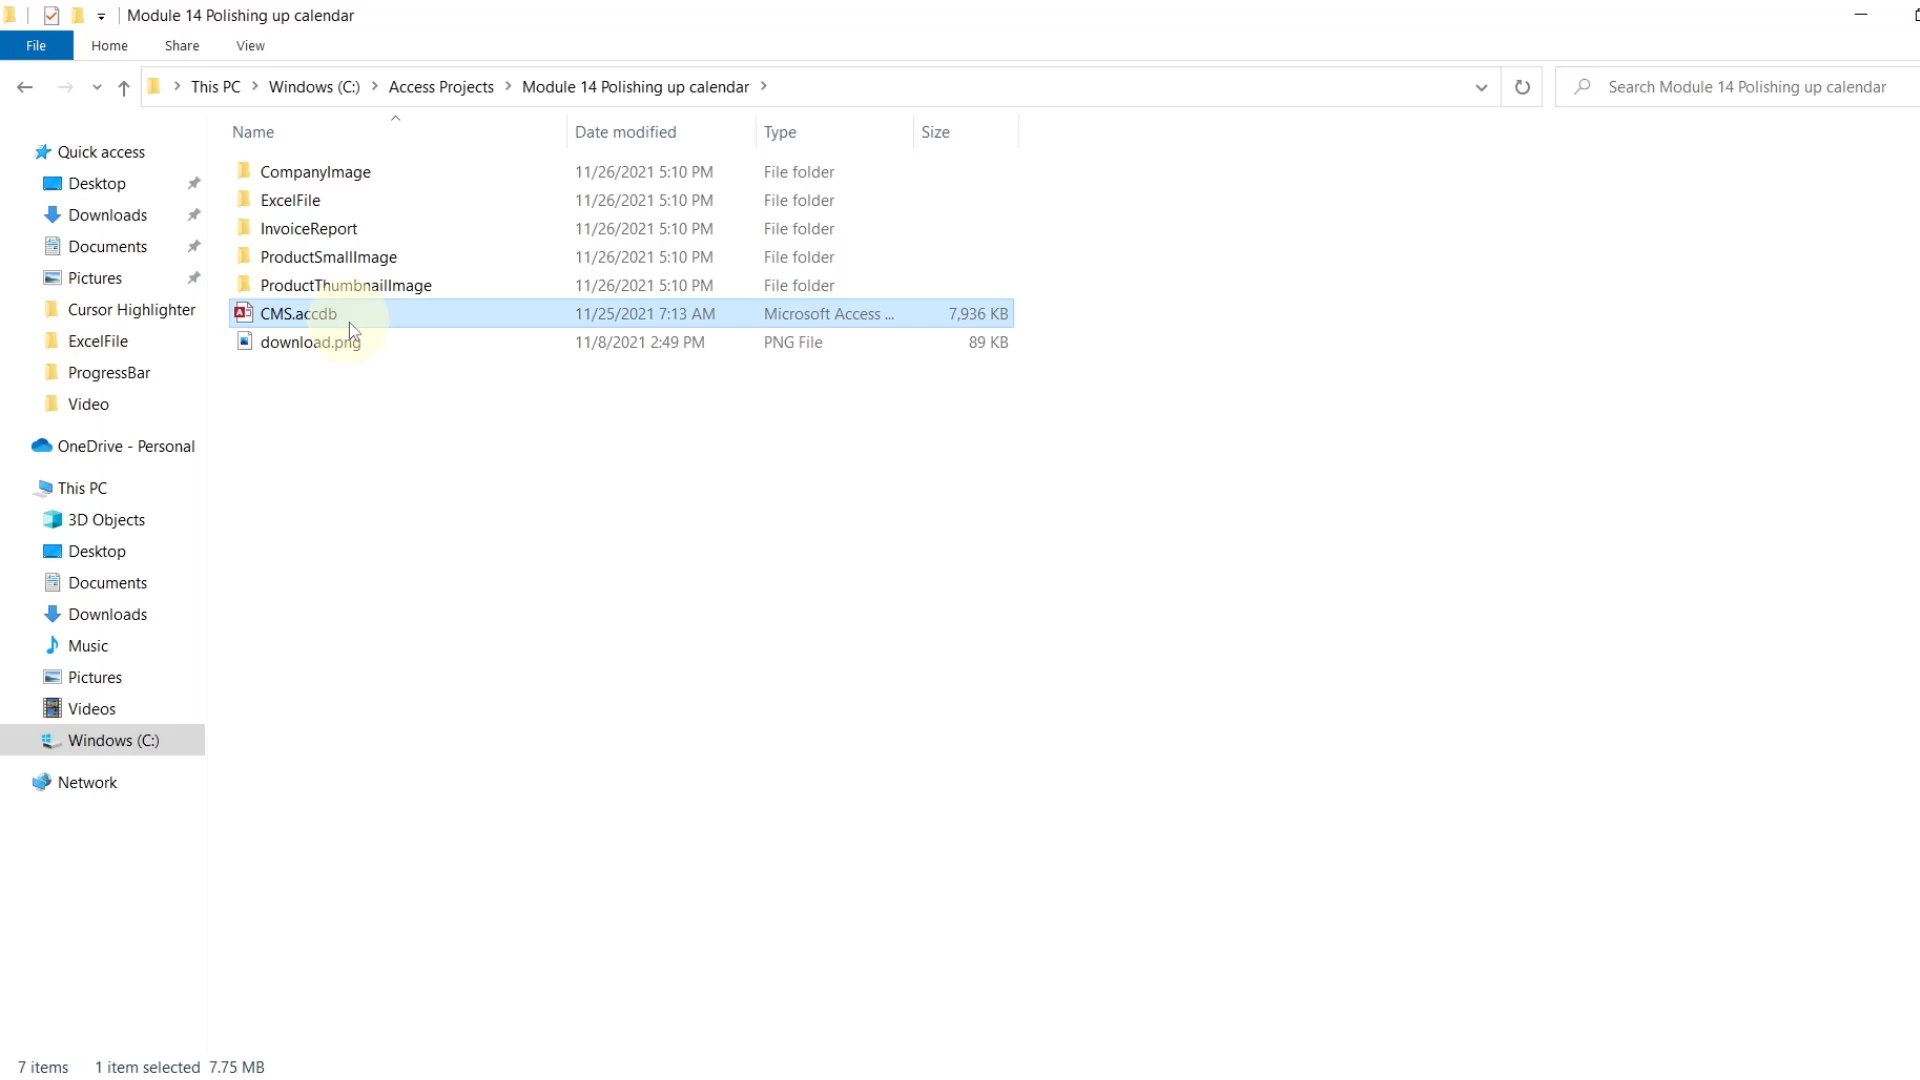 Module 14 Polishing up calendar
File Home Share View
This PC Windows (C:) Access Projects Module 14 Polishing up calendar Search Module 14 Polishing up calendar
Name Date modified Type Size
Quick access
Desktop
Downloads
Documents
Pictures
Cursor Highlighter
ExcelFile
ProgressBar
Video
OneDrive - Personal
This PC
3D Objects
Desktop
Documents
Downloads
Music
Pictures
Videos
Windows (C:)
Network
CompanyImage 11/26/2021 5:10 PM File folder
ExcelFile 11/26/2021 5:10 PM File folder
InvoiceReport 11/26/2021 5:10 PM File folder
ProductSmallImage 11/26/2021 5:10 PM File folder
ProductThumbnailImage 11/26/2021 5:10 PM File folder
CMS.accdb 11/25/2021 7:13 AM Microsoft Access ... 7,936 KB
download.png 11/8/2021 2:49 PM PNG File 89 KB
7 items 1 item selected 7.75 MB